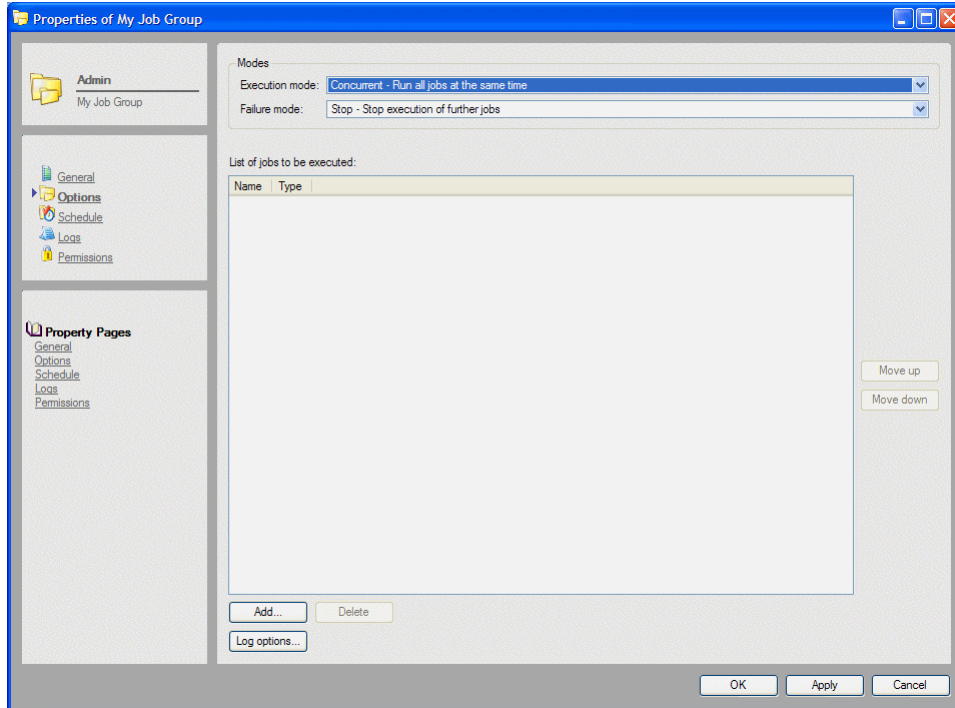 Properties of My Job Group
Admin
My Job Group
General
Options
Schedule
Logs
Permissions
Property Pages
General
Options
Schedule
Logs
Permissions
Modes
Execution mode: Concurrent - Run all jobs at the same time
Failure mode: Stop - Stop execution of further jobs
List of jobs to be executed:
Name Type
Move up
Move down
Add... Delete
Log options...
OK Apply Cancel